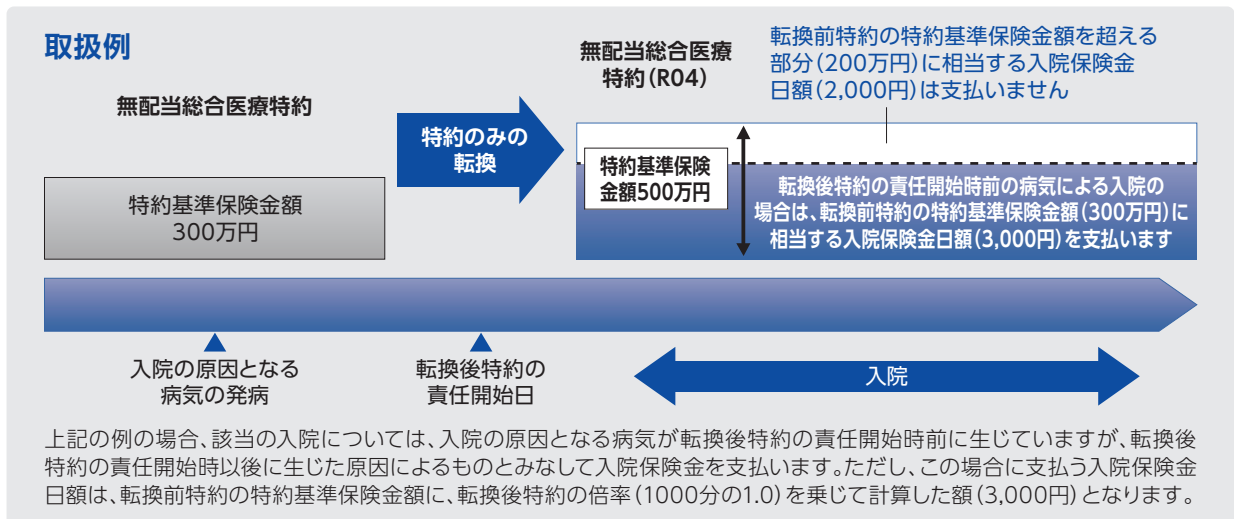 取扱例
無配当総合医療特約
特約基準保険金額
300万円
特約のみの
転換
無配当総合医療
特約(R04)
転換前特約の特約基準保険金額を超える
部分(200万円)に相当する入院保険金
日額(2,000円)は支払いません
特約基準保険
金額500万円
転換後特約の責任開始時前の病気による入院の
場合は、転換前特約の特約基準保険金額(300万円)に
相当する入院保険金日額(3,000円)を支払います
入院の原因となる
病気の発病
転換後特約の
責任開始日
入院
上記の例の場合、該当の入院については、入院の原因となる病気が転換後特約の責任開始時前に生じていますが、転換後
特約の責任開始時以後に生じた原因によるものとみなして入院保険金を支払います。ただし、この場合に支払う入院保険金
日額は、転換前特約の特約基準保険金額に、転換後特約の倍率(1000分の1.0)を乗じて計算した額(3,000円)となります。